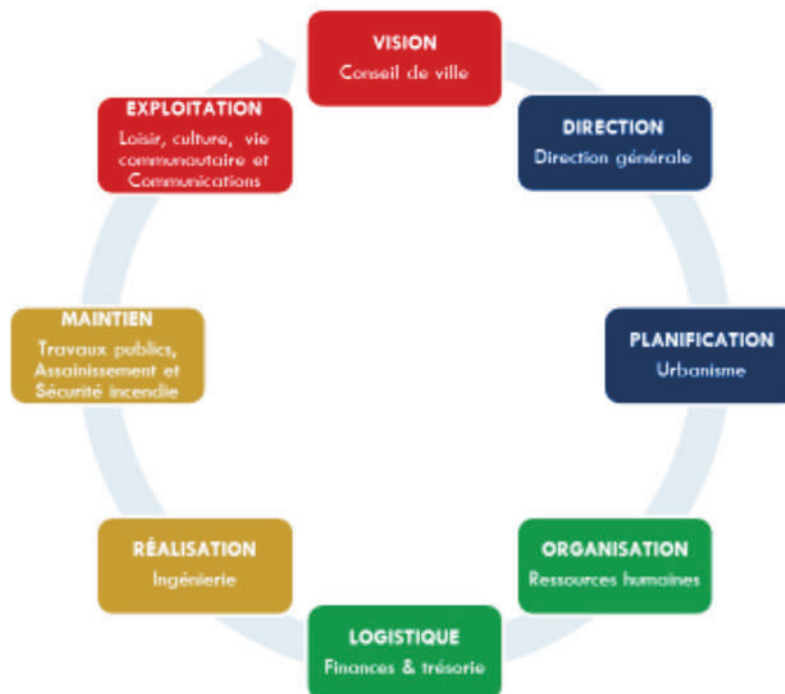 VISION
Conseil de ville
DIRECTION
Direction générale
PLANIFICATION
Urbanisme
ORGANISATION
Ressources humaines
LOGISTIQUE
Finances & trésorie
RÉALISATION
Ingénierie
MAINTIEN
Travaux publics,
Assainissement et
Sécurité incendie
EXPLOITATION
Loisir, culture, vie
communautaire et
Communications